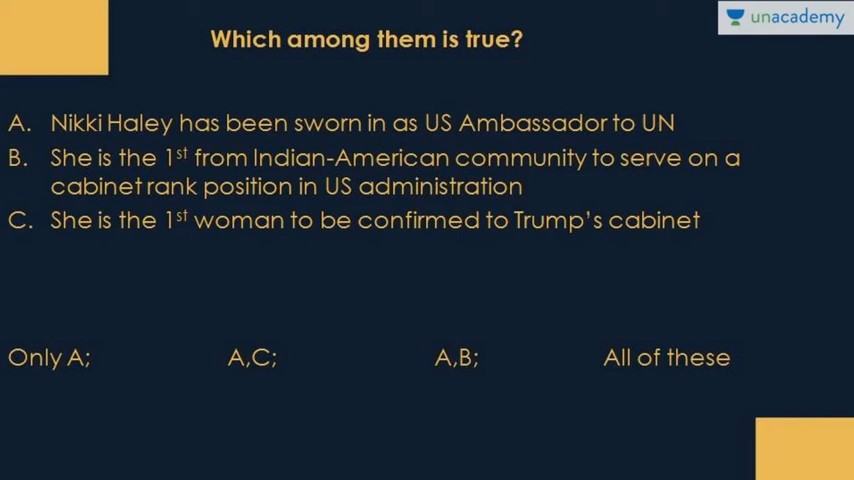 unacademy
Which among them is true?
A. Nikki Haley has been sworn in as US Ambassador to UN
B. She is the 1st from Indian-American community to serve on a
cabinet rank position in US administration
C. She is the 1st woman to be confirmed to Trump's cabinet
Only A; A,C; A,B; All of these